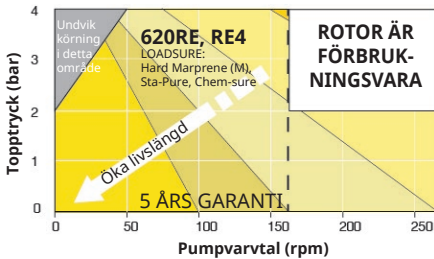 4
3
2
1
0
Topptryck (bar)
Undvik
körning
i detta
område
620RE, RE4
LOADSURE:
Hard Marprene (M),
Sta-Pure, Chem-sure
ROTOR ÄR
FÖRBRUK-
NINGSVARA
Öka livslängd
5 ÅRS GARANTI
0 50 100 150 200 250
Pumpvarvtal (rpm)